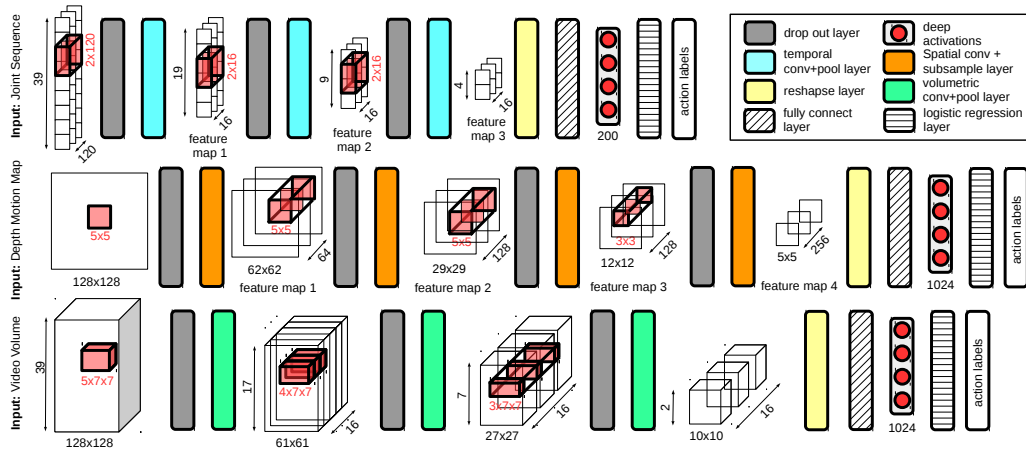 Input: Joint Sequence
39
2x120
120
19
2x16
16
feature
map 1
9
2x16
16
feature
map 2
4
16
feature
map 3
200
action labels
drop out layer
temporal
conv+pool layer
reshapse layer
fully connect
layer
deep
activations
Spatial conv +
subsample layer
volumetric
conv+pool layer
logistic regression
layer
Input: Depth Motion Map
5x5
128x128
5x5
64
62x62
feature map 1
5x5
128
29x29
feature map 2
3x3
128
12x12
feature map 3
5x5
256
feature map 4
1024
action labels
Input: Video Volume
39
5x7x7
128x128
17
4x7x7
16
61x61
7
3x7x7
16
27x27
2
16
10x10
1024
action labels